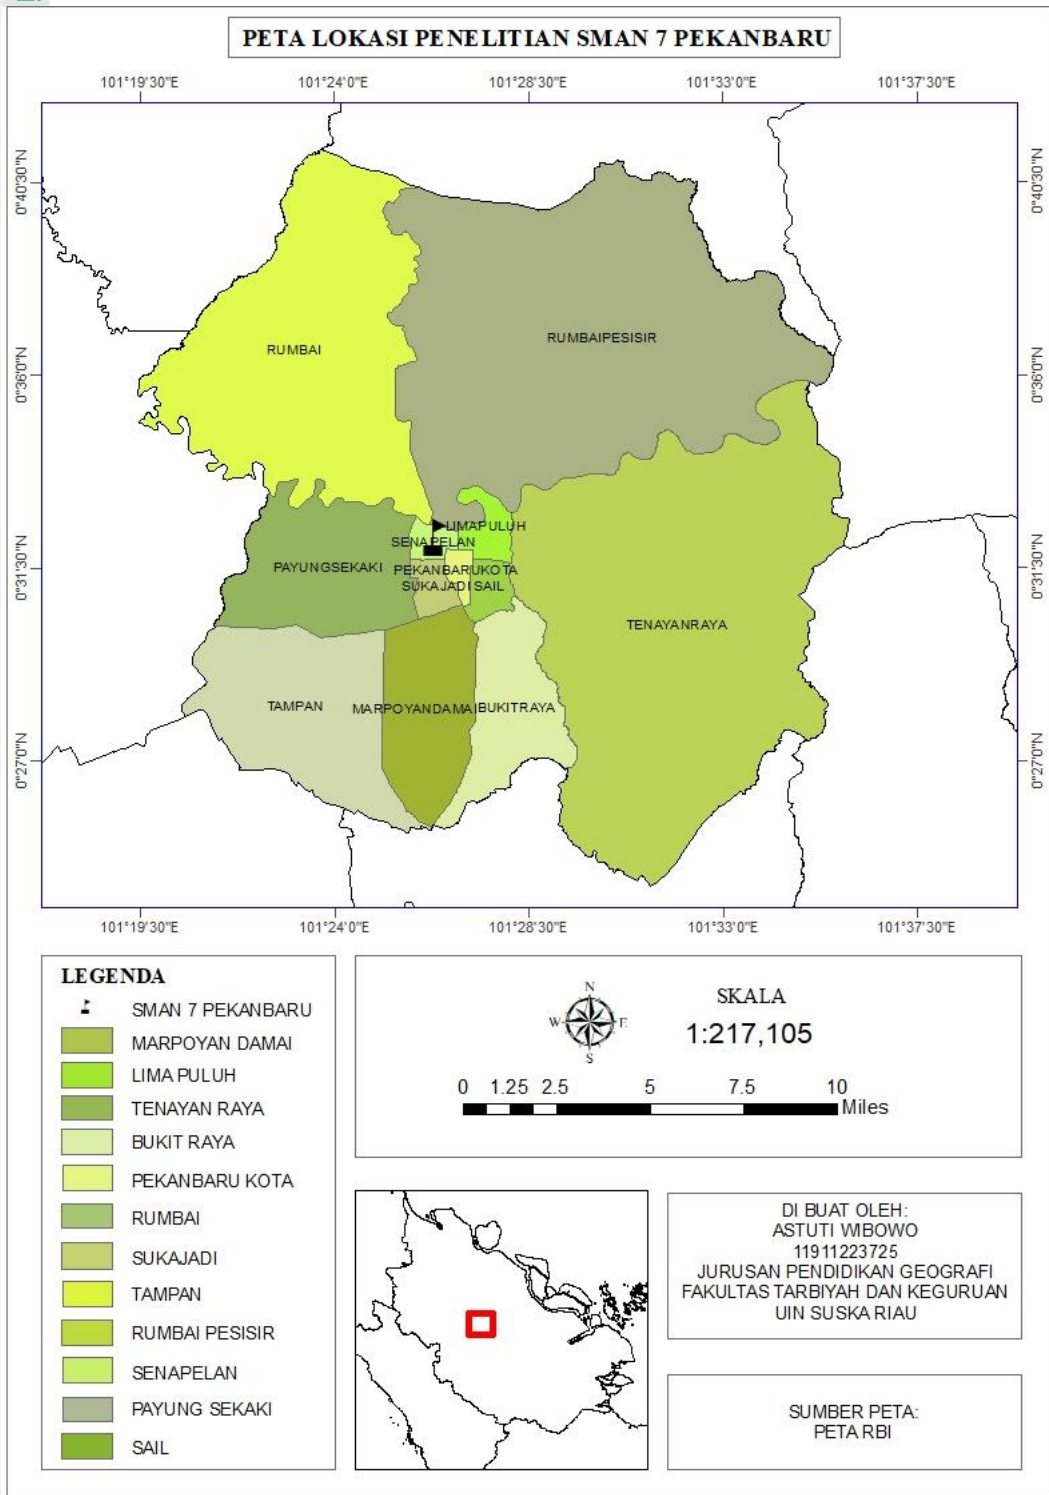 PETA LOKASI PENELITIAN SMAN 7 PEKANBARU
101°19'30"E 101°24'0"E 101°28'30"E 101°33'0"E 101°37'30"E
0°40'30"N 0°40'30"N
RUMBAIPESISIR
RUMBAI
0°36'0"N 0°36'0"N
LIMAPULUH
SENAPELAN
PAYUNGSEKAKI
PEKANBARUKOTA
SUKAJADI SAIL
0°31'30"N 0°31'30"N
TENAYANRAYA
TAMPAN
MARPOYANDAMAI BUKITRAYA
0°27'0"N 0°27'0"N
101°19'30"E 101°24'0"E 101°28'30"E 101°33'0"E 101°37'30"E
LEGENDA
SMAN 7 PEKANBARU
MARPOYAN DAMAI
LIMA PULUH
TENAYAN RAYA
BUKIT RAYA
PEKANBARU KOTA
RUMBAI
SUKAJADI
TAMPAN
RUMBAI PESISIR
SENAPELAN
PAYUNG SEKAKI
SAIL
N
W E
S
SKALA
1:217,105
0 1.25 2.5 5 7.5 10
Miles
DI BUAT OLEH:
ASTUTI WIBOWO
11911223725
JURUSAN PENDIDIKAN GEOGRAFI
FAKULTAS TARBIYAH DAN KEGURUAN
UIN SUSKA RIAU
SUMBER PETA:
PETA RBI